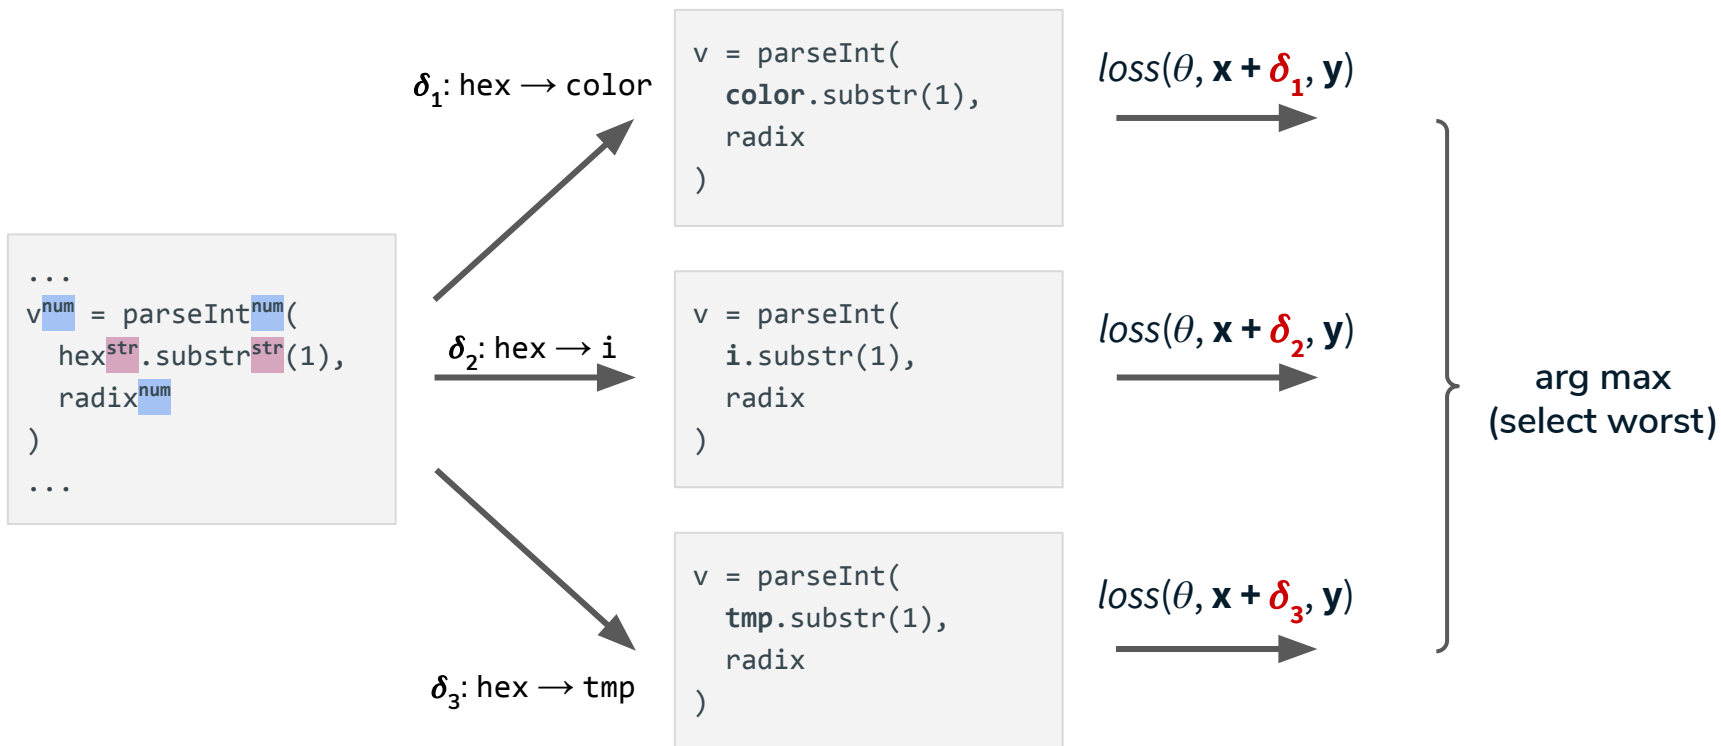 ...
v^num = parseInt^num(
  hex^str.substr^str(1),
  radix^num
)
...
δ₁: hex → color
v = parseInt(
  color.substr(1),
  radix
)
loss(θ, x + δ₁, y)
δ₂: hex → i
v = parseInt(
  i.substr(1),
  radix
)
loss(θ, x + δ₂, y)
δ₃: hex → tmp
v = parseInt(
  tmp.substr(1),
  radix
)
loss(θ, x + δ₃, y)
arg max
(select worst)